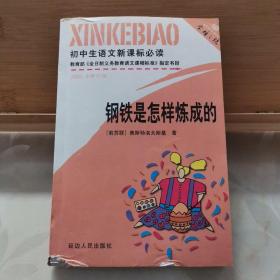 XINKEBIAO
初中生语文新课标必读
教育部《全日制义务教育语文课程标准》指定书目
钢铁是怎样炼成的
[前苏联] 奥斯特洛夫斯基 著
延边人民出版社